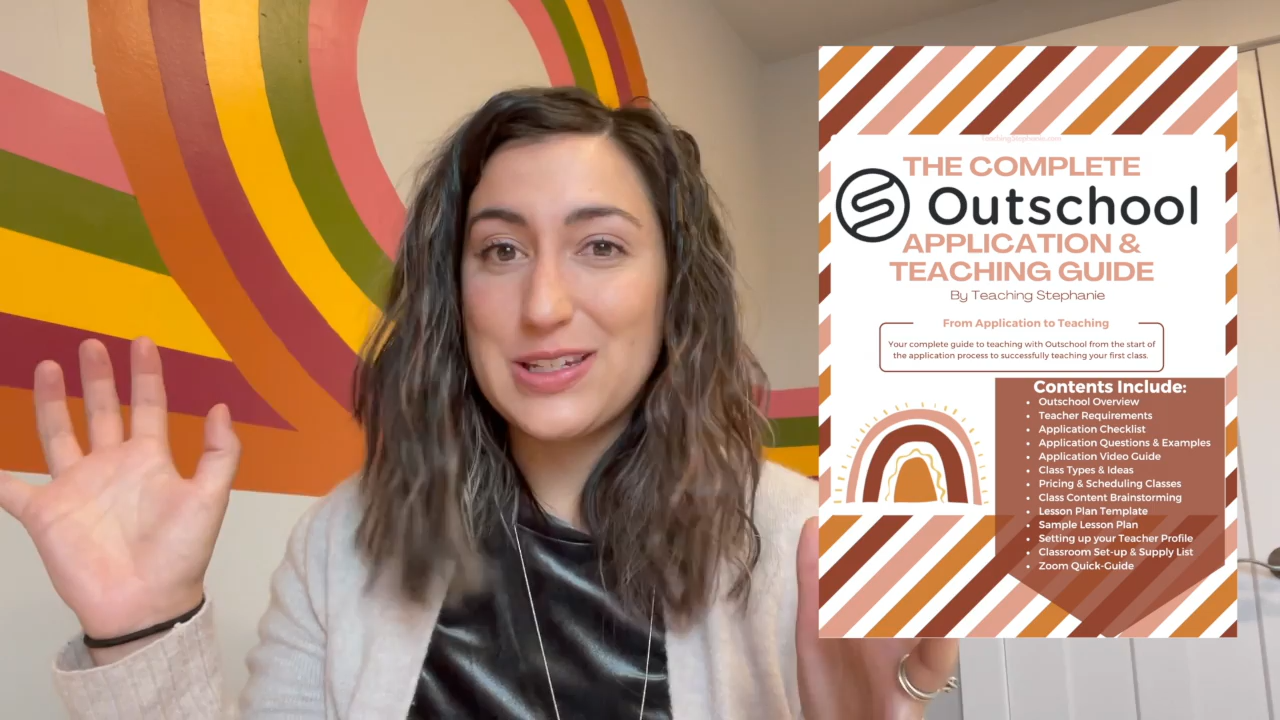 TeachingStephanie.com
THE COMPLETE
Outschool
APPLICATION &
TEACHING GUIDE
By Teaching Stephanie
From Application to Teaching
Your complete guide to teaching with Outschool from the start of
the application process to successfully teaching your first class.
Contents Include:
• Outschool Overview
• Teacher Requirements
• Application Checklist
• Application Questions & Examples
• Application Video Guide
• Class Types & Ideas
• Pricing & Scheduling Classes
• Class Content Brainstorming
• Lesson Plan Template
• Sample Lesson Plan
• Setting up your Teacher Profile
• Classroom Set-up & Supply List
• Zoom Quick-Guide